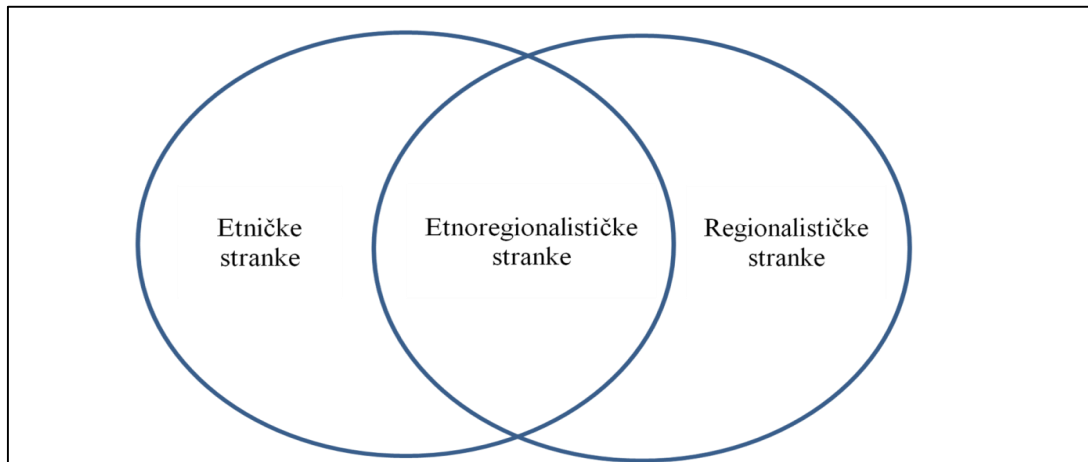 Etničke
stranke
Etnoregionalističke
stranke
Regionalističke
stranke